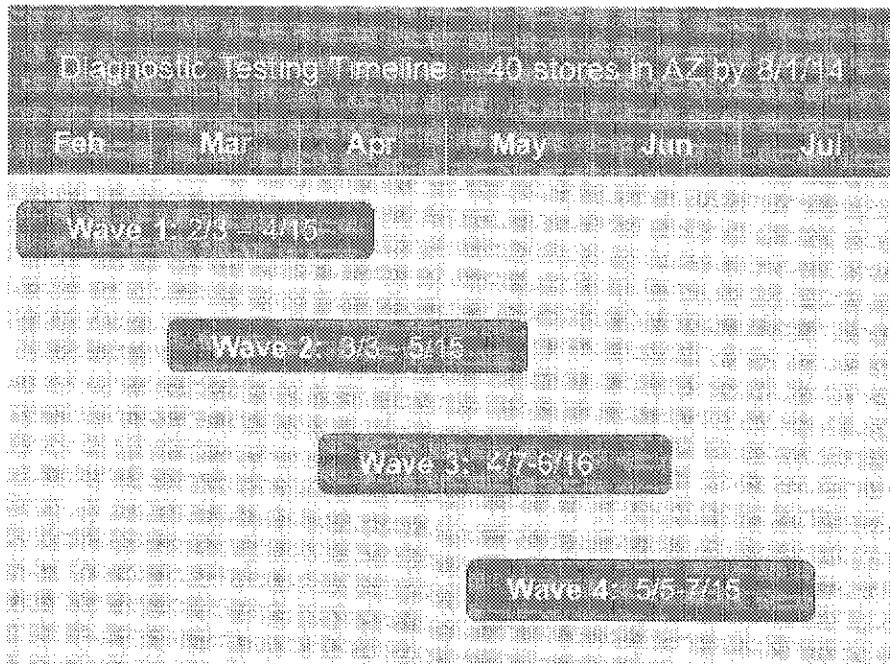 Diagnostic Testing Timeline – 40 stores in AZ by 8/1/14
Feb Mar Apr May Jun Jul
Wave 1: 2/3 – 4/15
Wave 2: 3/3 – 5/15
Wave 3: 4/7-6/16
Wave 4: 5/5-7/15